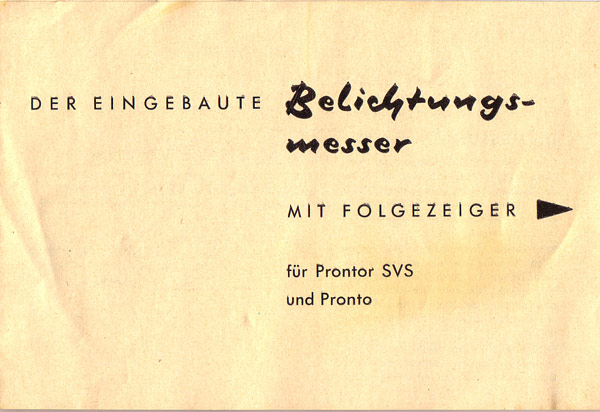 DER EINGEBAUTE Belichtungs-
messer
MIT FOLGEZEIGER
für Prontor SVS
und Pronto